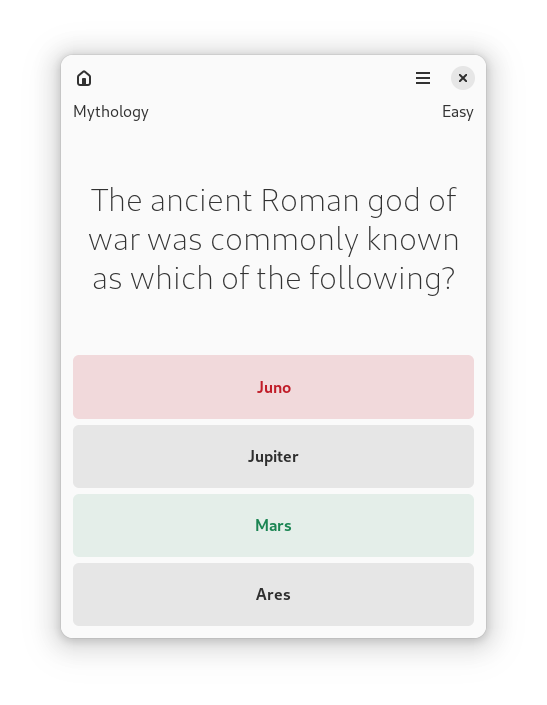 Mythology
Easy
The ancient Roman god of
war was commonly known
as which of the following?
Juno
Jupiter
Mars
Ares